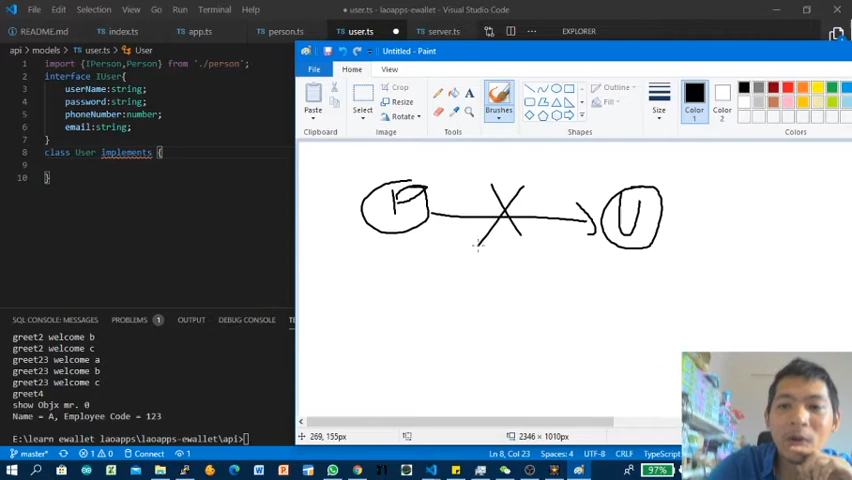 File Edit Selection View Go Run Terminal Help
● user.ts - laoapps-ewallet - Visual Studio Code
README.md index.ts app.ts person.ts user.ts server.ts
EXPLORER
api > models > user.ts > User
1 import {IPerson,Person} from './person';
2 interface IUser{
3 userName:string;
4 password:string;
5 phoneNumber:number;
6 email:string;
7 }
8 class User implements {
9
10 }
Untitled - Paint
File Home View
Paste
Clipboard
Select
Crop
Resize
Rotate
Image
A
Tools
Brushes
Outline
Fill
Shapes
Size
Color 1
Color 2
Colors
P U
269, 155px
2346 × 1010px
SQL CONSOLE: MESSAGES PROBLEMS 1 OUTPUT DEBUG CONSOLE
greet2 welcome b
greet2 welcome c
greet23 welcome a
greet23 welcome b
greet23 welcome c
greet4
show Objx mr. 0
Name = A, Employee Code = 123
E:\learn ewallet laoapps\laoapps-ewallet\api>
master* 0 1 0 Connect 1
Ln 8, Col 23 Spaces: 4 UTF-8 CRLF TypeScript
97%